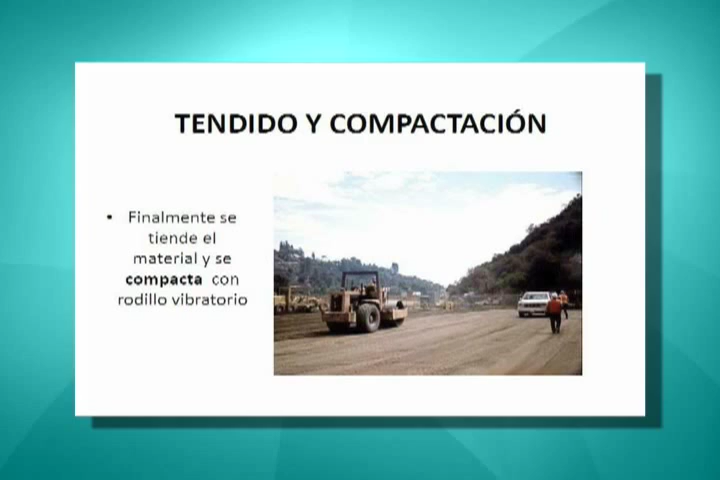 TENDIDO Y COMPACTACIÓN
• Finalmente se
tiende el
material y se
compacta con
rodillo vibratorio